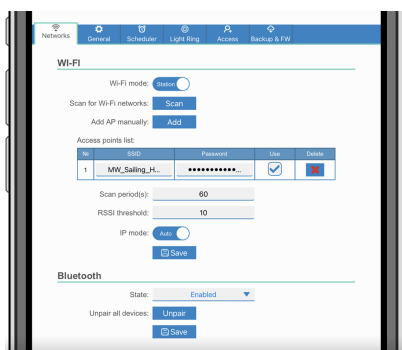 Networks General Scheduler Light Ring Access Backup & FW
WI-FI
Wi-Fi mode: Station
Scan for Wi-Fi networks: Scan
Add AP manually: Add
Access points list:
№ SSID Password Use Delete
1 MW_Sailing_H... •••••••••••...
Scan period(s): 60
RSSI threshold: 10
IP mode: Auto
Save
Bluetooth
State: Enabled
Unpair all devices: Unpair
Save